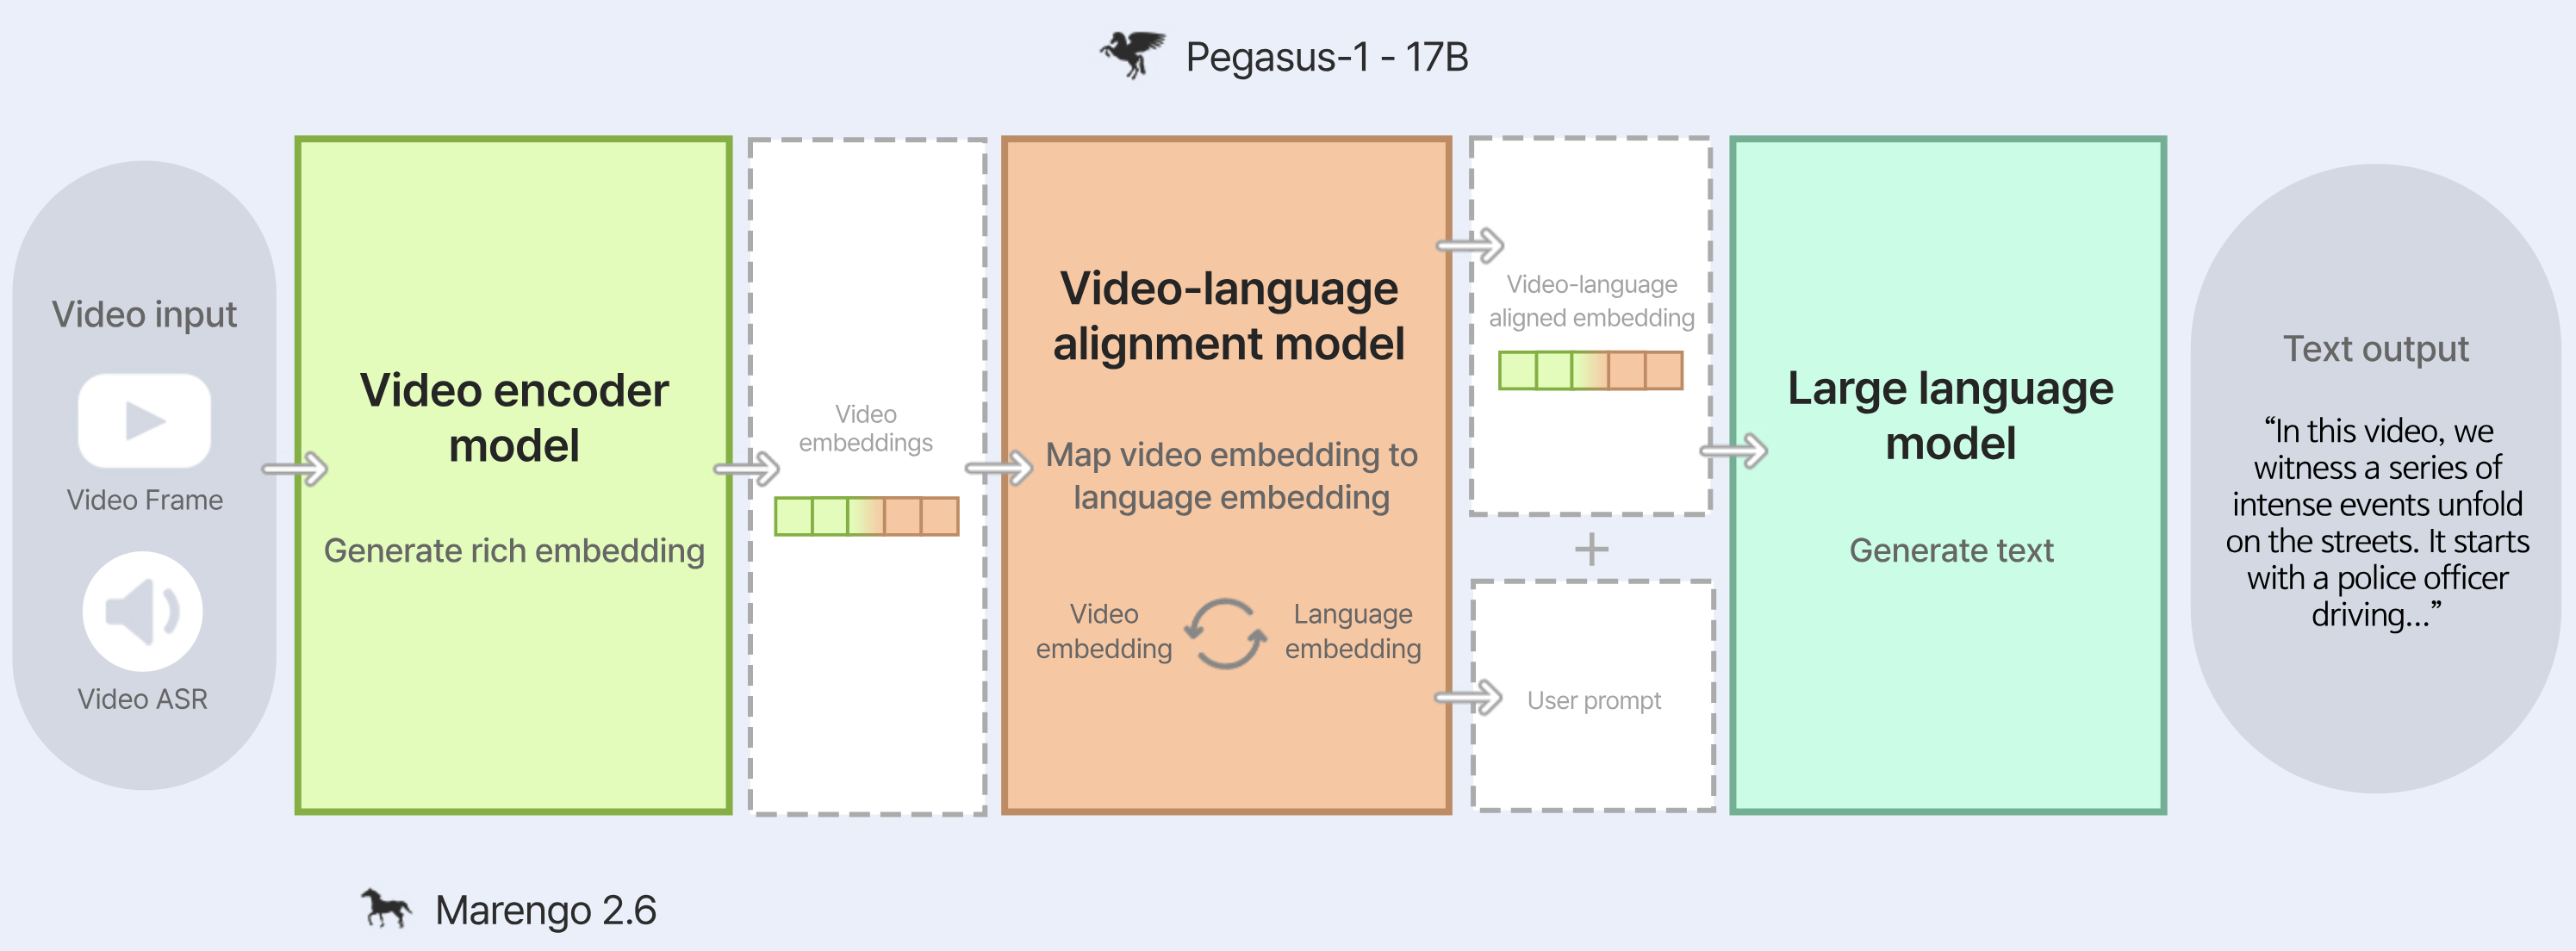 Pegasus-1 - 17B
Video input
Video Frame
Video ASR
Video encoder
model
Generate rich embedding
Video
embeddings
Video-language
alignment model
Map video embedding to
language embedding
Video
embedding
Language
embedding
Video-language
aligned embedding
+
User prompt
Large language
model
Generate text
Text output
“In this video, we
witness a series of
intense events unfold
on the streets. It starts
with a police officer
driving...”
Marengo 2.6